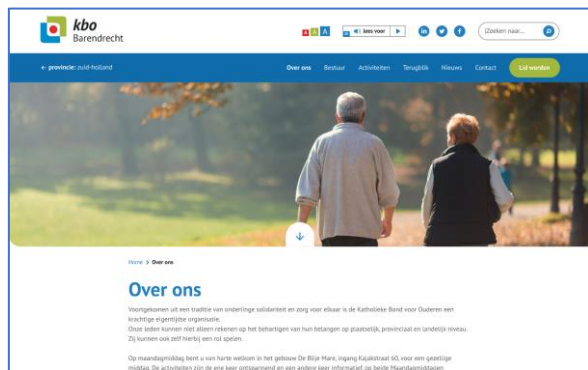 kbo
Barendrecht
A A A
lees voor
(Zoeken naar...
← provincie: zuid-holland
Over ons Bestuur Activiteiten Terugblik Nieuws Contact Lid worden
Home > Over ons
Over ons
Voortgekomen uit een traditie van onderlinge solidariteit en zorg voor elkaar is de Katholieke Bond voor Ouderen een
krachtige eigentijdse organisatie.
Onze leden kunnen niet alleen rekenen op het behartigen van hun belangen op plaatselijk, provinciaal en landelijk niveau.
Zij kunnen ook zelf hierbij een rol spelen.
Op maandagmiddag bent u van harte welkom in het gebouw De Blije Mare, ingang Kajakstraat 60, voor een gezellige
middag. De activiteiten zijn de ene keer ontspannend en een andere keer informatief op beide Maandagmiddagen